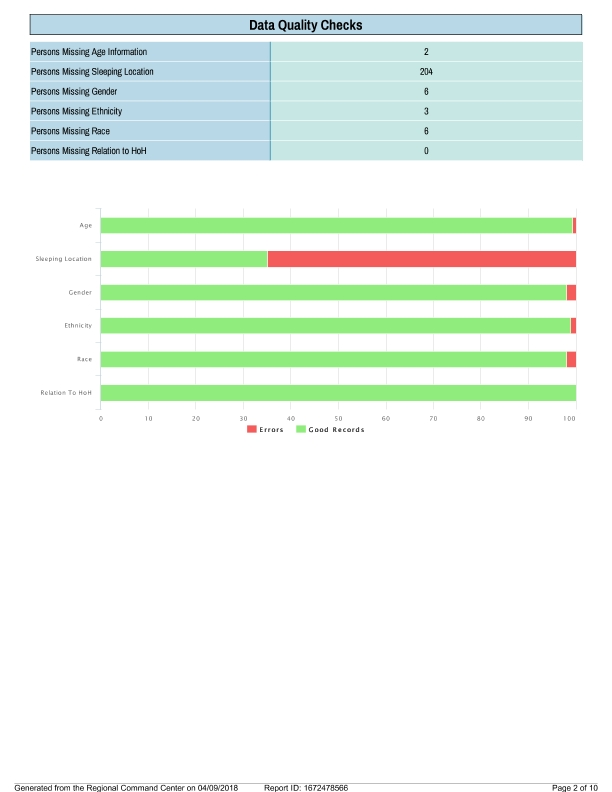 Data Quality Checks
Persons Missing Age Information 2
Persons Missing Sleeping Location 204
Persons Missing Gender 6
Persons Missing Ethnicity 3
Persons Missing Race 6
Persons Missing Relation to HoH 0
Age
Sleeping Location
Gender
Ethnicity
Race
Relation To HoH
0 10 20 30 40 50 60 70 80 90 100
Errors Good Records
Generated from the Regional Command Center on 04/09/2018 Report ID: 1672478566 Page 2 of 10